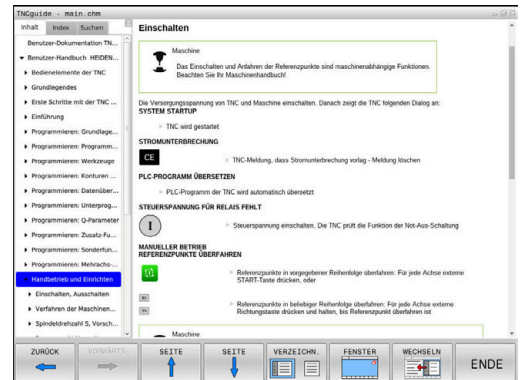 TNCguide - main.chm
Inhalt Index Suchen
Benutzer-Dokumentation TN...
Benutzer-Handbuch HEIDEN...
Bedienelemente der TNC
Grundlegendes
Erste Schritte mit der TNC ...
Einführung
Programmieren: Grundlage...
Programmieren: Programm...
Programmieren: Werkzeuge
Programmieren: Konturen ...
Programmieren: Datenüber...
Programmieren: Unterprog...
Programmieren: Q-Parameter
Programmieren: Zusatz-Fu...
Programmieren: Sonderfun...
Programmieren: Mehrachs-...
Handbetrieb und Einrichten
Einschalten, Ausschalten
Verfahren der Maschinen...
Spindeldrehzahl S, Vorsch...
Einschalten
Maschine
Das Einschalten und Anfahren der Referenzpunkte sind maschinenabhängige Funktionen.
Beachten Sie Ihr Maschinenhandbuch!
Die Versorgungsspannung von TNC und Maschine einschalten. Danach zeigt die TNC folgenden Dialog an:
SYSTEM STARTUP
TNC wird gestartet
STROMUNTERBRECHUNG
CE
TNC-Meldung, dass Stromunterbrechung vorlag - Meldung löschen
PLC-PROGRAMM ÜBERSETZEN
PLC-Programm der TNC wird automatisch übersetzt
STEUERSPANNUNG FÜR RELAIS FEHLT
I
Steuerspannung einschalten. Die TNC prüft die Funktion der Not-Aus-Schaltung
MANUELLER BETRIEB
REFERENZPUNKTE ÜBERFAHREN
Referenzpunkte in vorgegebener Reihenfolge überfahren: Für jede Achse externe
START-Taste drücken, oder
Referenzpunkte in beliebiger Reihenfolge überfahren: Für jede Achse externe
Richtungstaste drücken und halten, bis Referenzpunkt überfahren ist
Maschine
ZURÜCK VORWÄRTS SEITE SEITE VERZEICHN. FENSTER WECHSELN ENDE